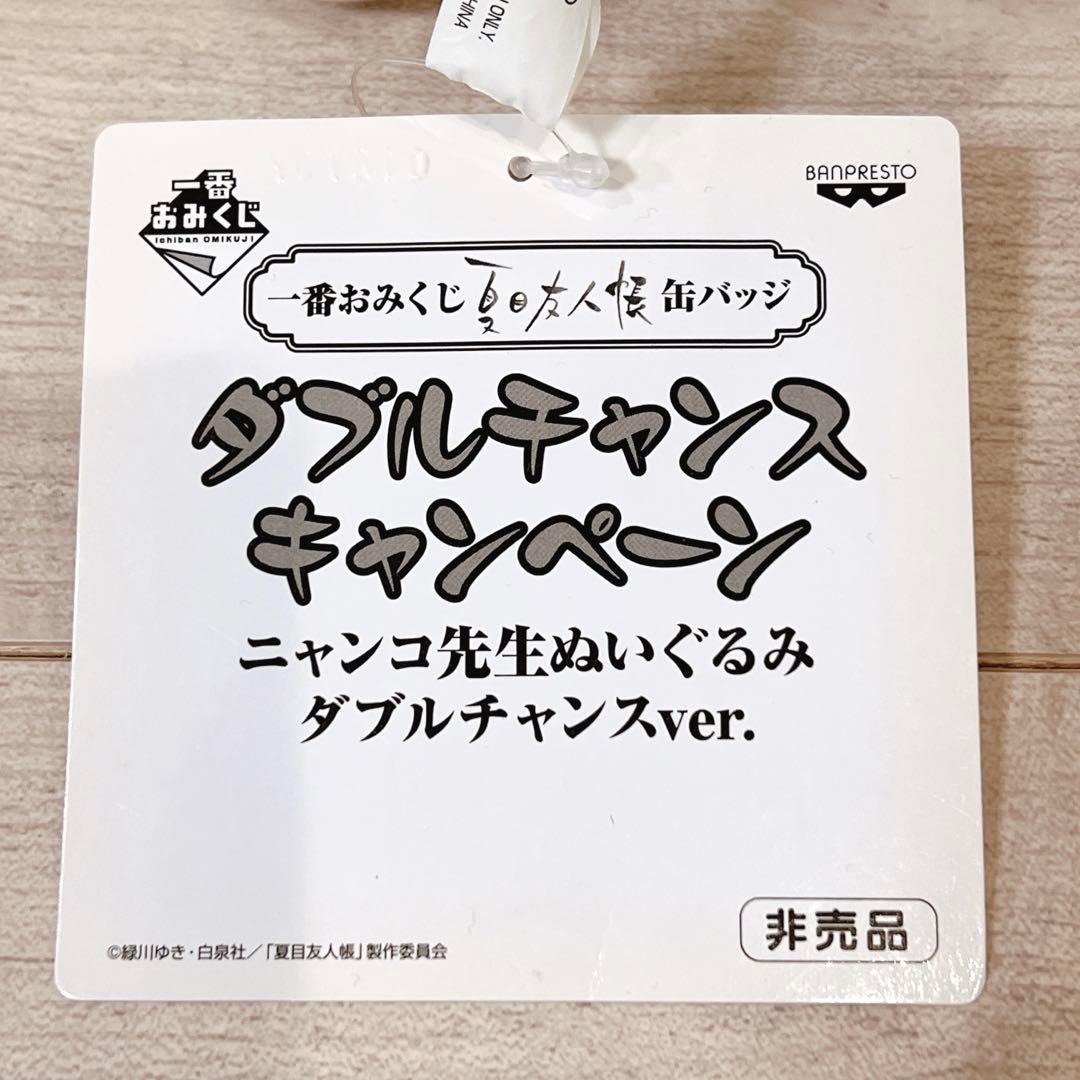 ONLY.
CHINA
BANPRESTO
一番
おみくじ
Ichiban OMIKUJI
一番おみくじ 夏目友人帳 缶バッジ
ダブルチャンス
キャンペーン
ニャンコ先生ぬいぐるみ
ダブルチャンスver.
非売品
©緑川ゆき・白泉社／「夏目友人帳」製作委員会